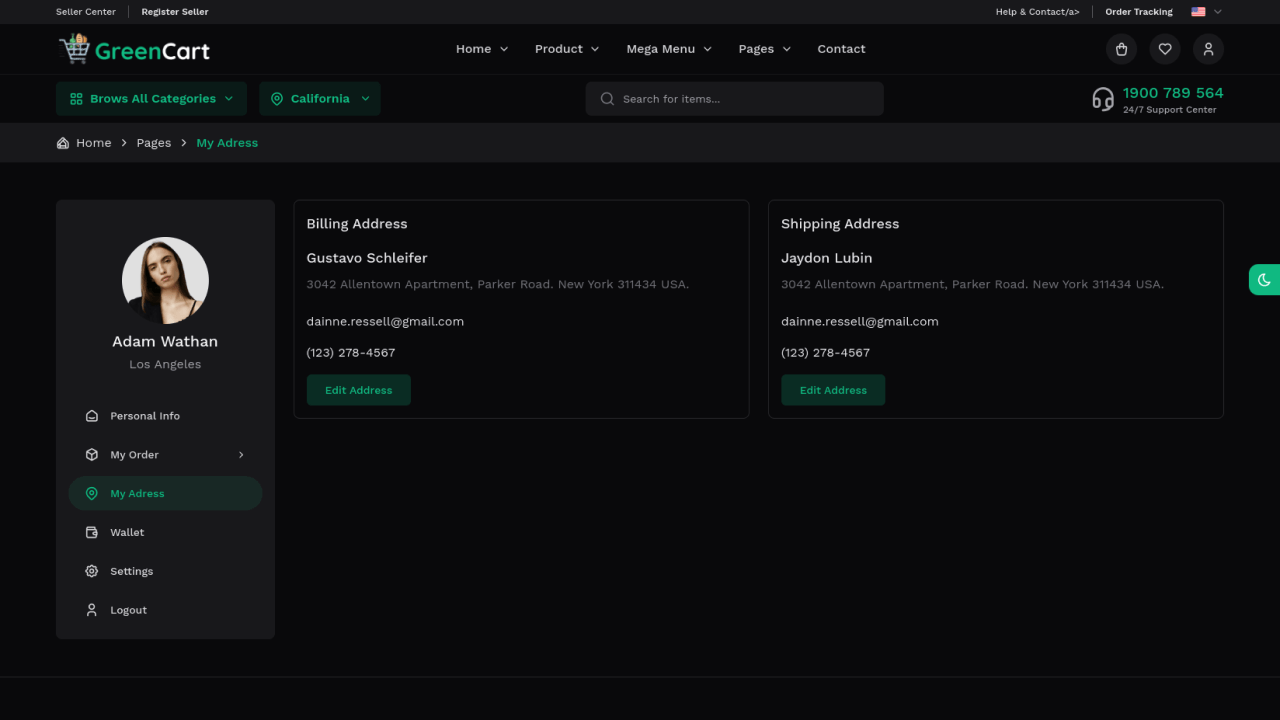 Seller Center
Register Seller
Help & Contact/a>
Order Tracking
GreenCart
Home
Product
Mega Menu
Pages
Contact
Brows All Categories
California
Search for items...
1900 789 564
24/7 Support Center
Home
Pages
My Adress
Adam Wathan
Los Angeles
Personal Info
My Order
My Adress
Wallet
Settings
Logout
Billing Address
Gustavo Schleifer
3042 Allentown Apartment, Parker Road. New York 311434 USA.
dainne.ressell@gmail.com
(123) 278-4567
Edit Address
Shipping Address
Jaydon Lubin
3042 Allentown Apartment, Parker Road. New York 311434 USA.
dainne.ressell@gmail.com
(123) 278-4567
Edit Address